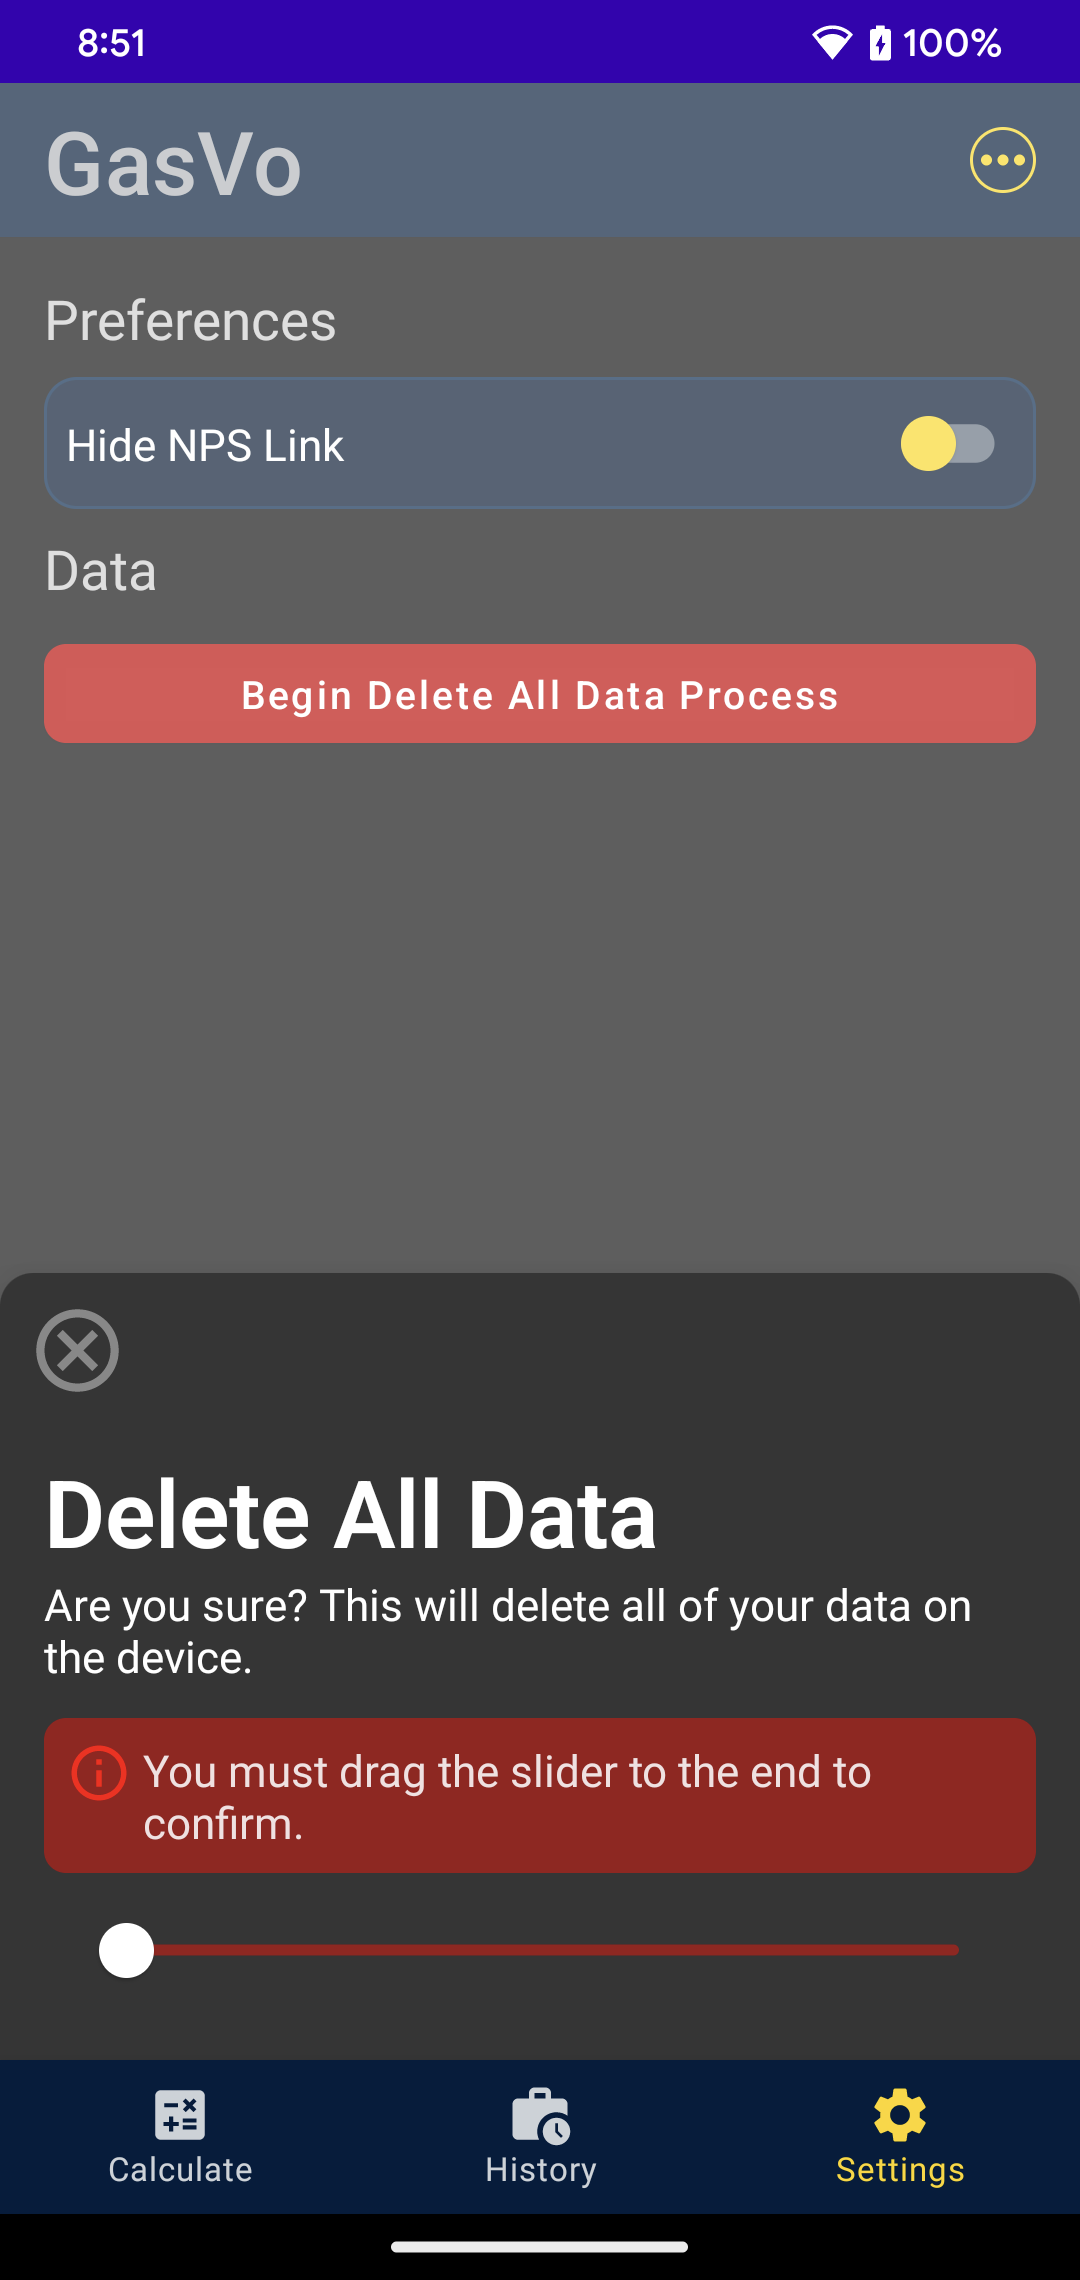 8:51
100%
GasVo
Preferences
Hide NPS Link
Data
Begin Delete All Data Process
Delete All Data
Are you sure? This will delete all of your data on
the device.
You must drag the slider to the end to
confirm.
Calculate
History
Settings